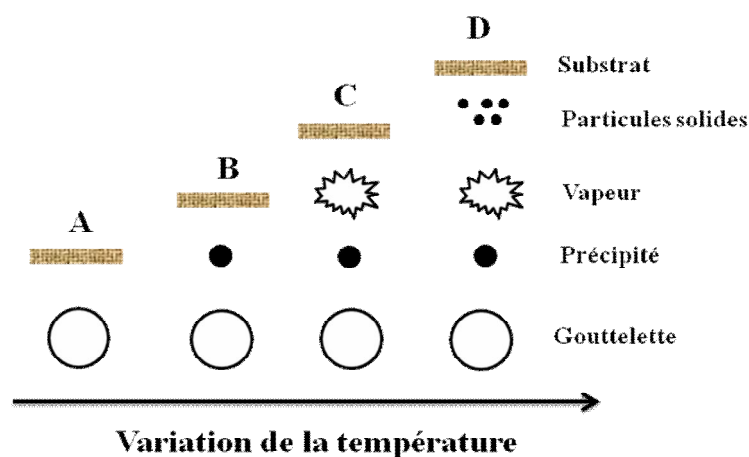 D
Substrat
C
Particules solides
B
Vapeur
A
Précipité
Gouttelette
Variation de la température